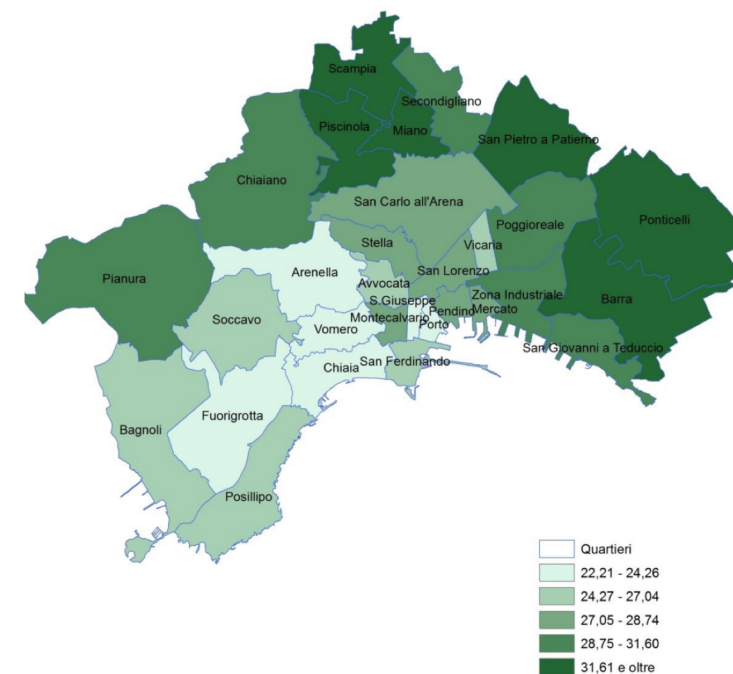 Scampia
Secondigliano
Piscinola
Miano
San Pietro a Patierno
Chiaiano
San Carlo all'Arena
Ponticelli
Poggioreale
Stella
Vicaria
Arenella
San Lorenzo
Pianura
Avvocata
Zona Industriale
Barra
S.Giuseppe
Soccavo
Pendino
Mercato
Montecalvario
Vomero
Porto
San Giovanni a Teduccio
San Ferdinando
Chiaia
Fuorigrotta
Bagnoli
Posillipo
Quartieri
22,21 - 24,26
24,27 - 27,04
27,05 - 28,74
28,75 - 31,60
31,61 e oltre